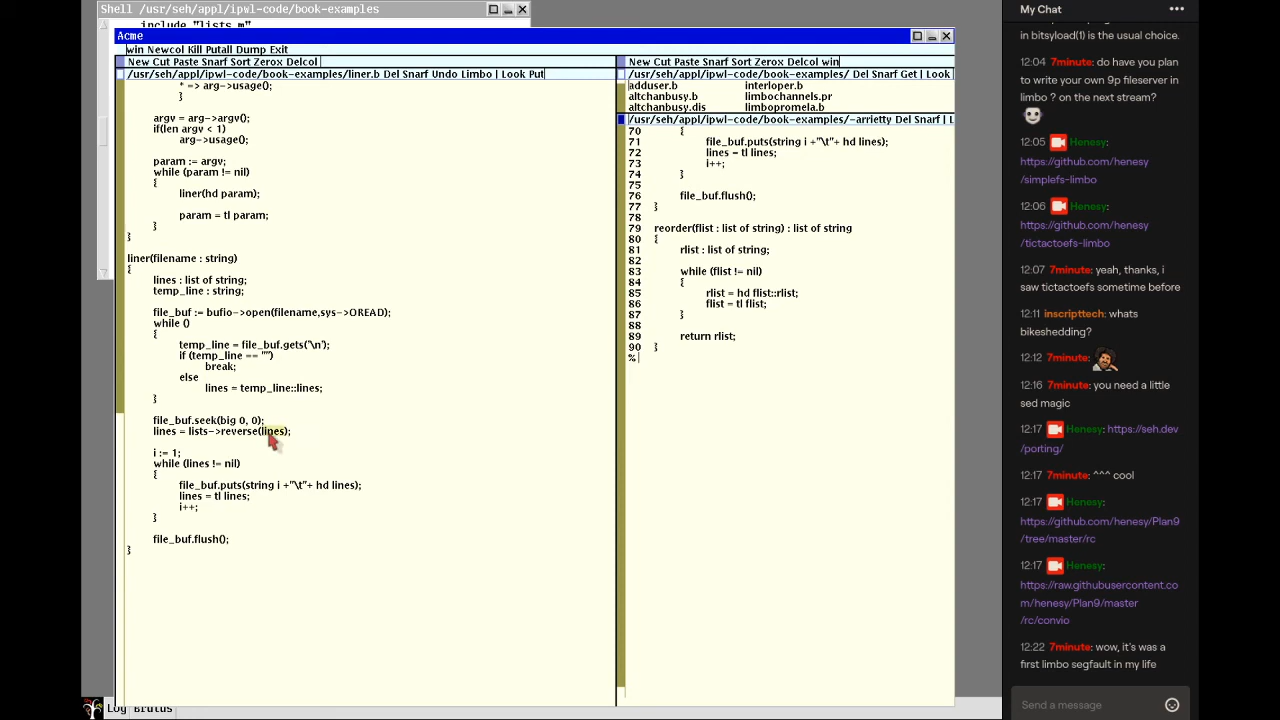 Shell /usr/seh/appl/ipwl-code/book-examples
include "lists.m"
Acme
win Newcol Kill Putall Dump Exit
New Cut Paste Snarf Sort Zerox Delcol
/usr/seh/appl/ipwl-code/book-examples/liner.b Del Snarf Undo Limbo | Look Put
* => arg->usage();
}
argv = arg->argv();
if(len argv < 1)
arg->usage();
param := argv;
while (param != nil)
{
liner(hd param);
param = tl param;
}
}
liner(filename : string)
{
lines : list of string;
temp_line : string;
file_buf := bufio->open(filename,sys->OREAD);
while ()
{
temp_line = file_buf.gets('\n');
if (temp_line == "")
break;
else
lines = temp_line::lines;
}
file_buf.seek(big 0, 0);
lines = lists->reverse(lines);
i := 1;
while (lines != nil)
{
file_buf.puts(string i +"\t"+ hd lines);
lines = tl lines;
i++;
}
file_buf.flush();
}
New Cut Paste Snarf Sort Zerox Delcol win
/usr/seh/appl/ipwl-code/book-examples/ Del Snarf Get | Look
adduser.b interloper.b
altchanbusy.b limbochannels.pr
altchanbusy.dis limbopromela.b
/usr/seh/appl/ipwl-code/book-examples/-arrietty Del Snarf | L
70 {
71 file_buf.puts(string i +"\t"+ hd lines);
72 lines = tl lines;
73 i++;
74 }
75
76 file_buf.flush();
77 }
78
79 reorder(flist : list of string) : list of string
80 {
81 rlist : list of string;
82
83 while (flist != nil)
84 {
85 rlist = hd flist::rlist;
86 flist = tl flist;
87 }
88
89 return rlist;
90 }
%
Log Brutus
My Chat
in bitsyload(1) is the usual choice.
12:04 7minute: do have you plan
to write your own 9p fileserver in
limbo ? on the next stream?
12:05 Henesy:
https://github.com/henesy
/simplefs-limbo
12:06 Henesy:
https://github.com/henesy
/tictactoefs-limbo
12:07 7minute: yeah, thanks, i
saw tictactoefs sometime before
12:11 inscripttech: whats
bikeshedding?
12:12 7minute:
12:16 7minute: you need a little
sed magic
12:17 Henesy: https://seh.dev
/porting/
12:17 7minute: ^^^ cool
12:17 Henesy:
https://github.com/henesy/Plan9
/tree/master/rc
12:17 Henesy:
https://raw.githubusercontent.co
m/henesy/Plan9/master
/rc/convio
12:22 7minute: wow, it's was a
first limbo segfault in my life
Send a message